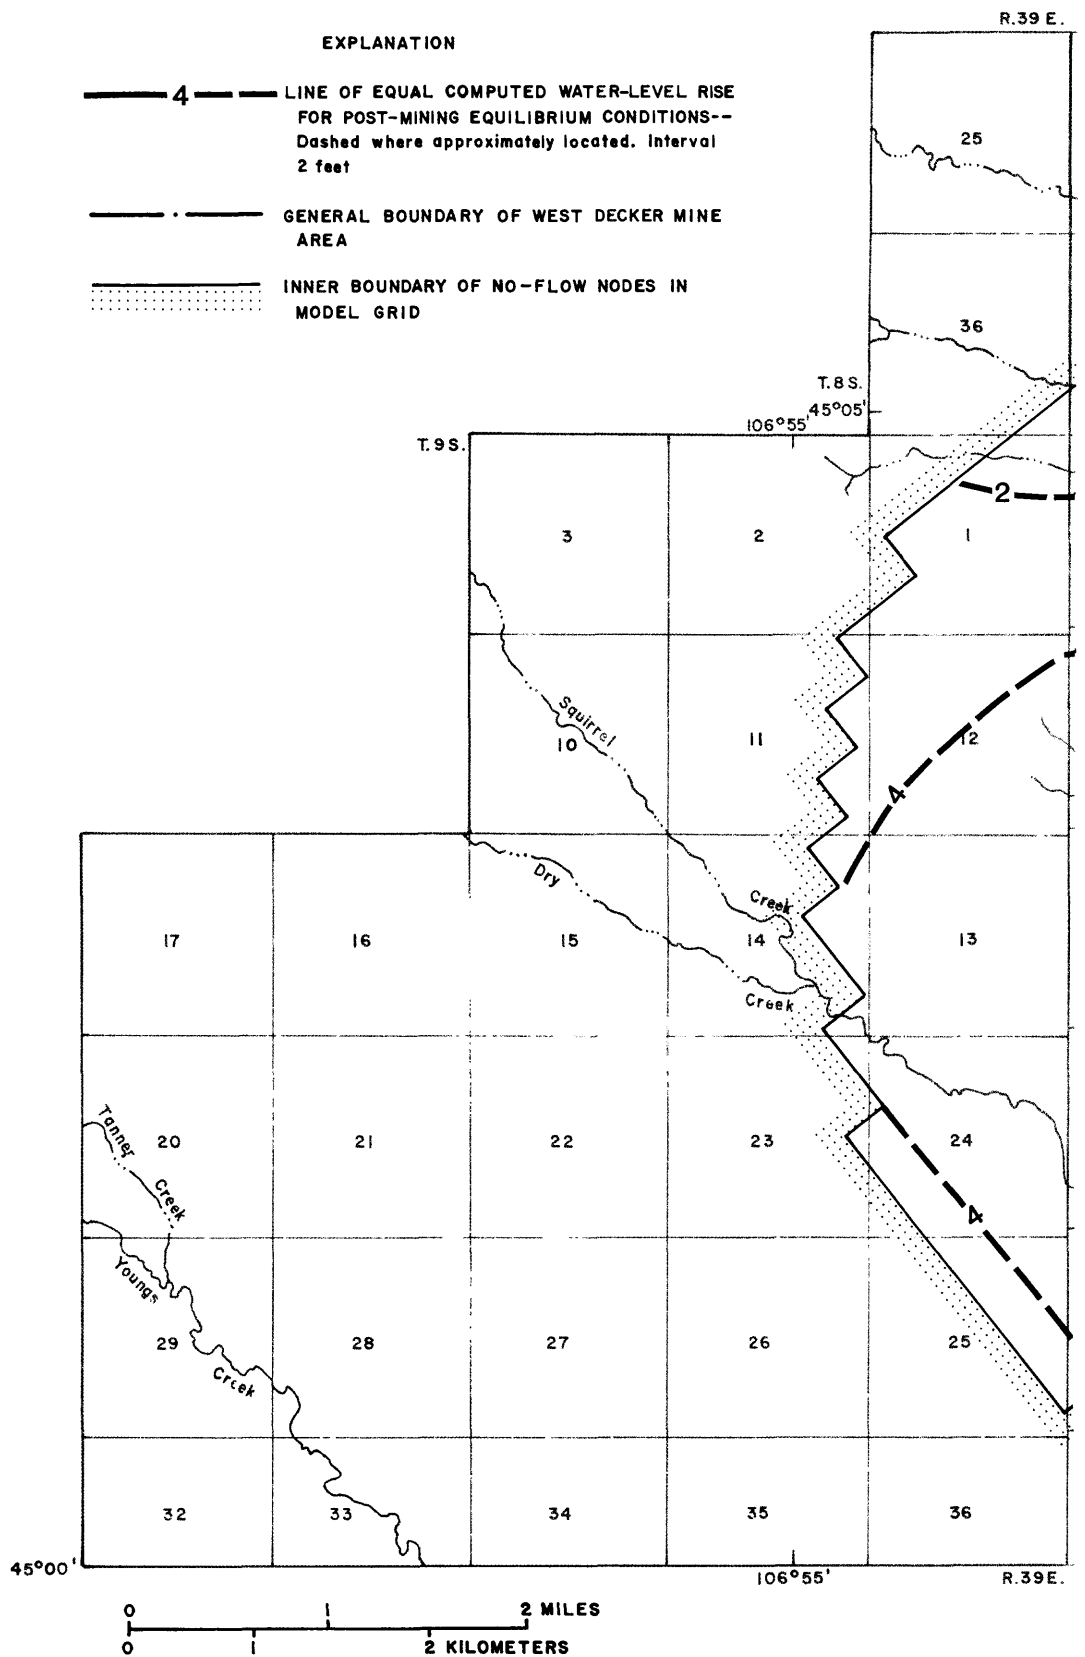 R.39 E.
EXPLANATION
4 LINE OF EQUAL COMPUTED WATER-LEVEL RISE
FOR POST-MINING EQUILIBRIUM CONDITIONS--
Dashed where approximately located. Interval
2 feet
25
GENERAL BOUNDARY OF WEST DECKER MINE
AREA
INNER BOUNDARY OF NO-FLOW NODES IN
MODEL GRID
36
T.8 S.
45°05'
106°55'
T.9 S.
2
3
2
1
Squirrel
10
11
12
4
Dry
Creek
17
16
15
14
13
Creek
Tanner
20
21
22
23
24
Creek
4
Youngs
29
28
27
26
25
Creek
32
33
34
35
36
45°00'
106°55'
R.39E.
0 1 2 MILES
0 1 2 KILOMETERS